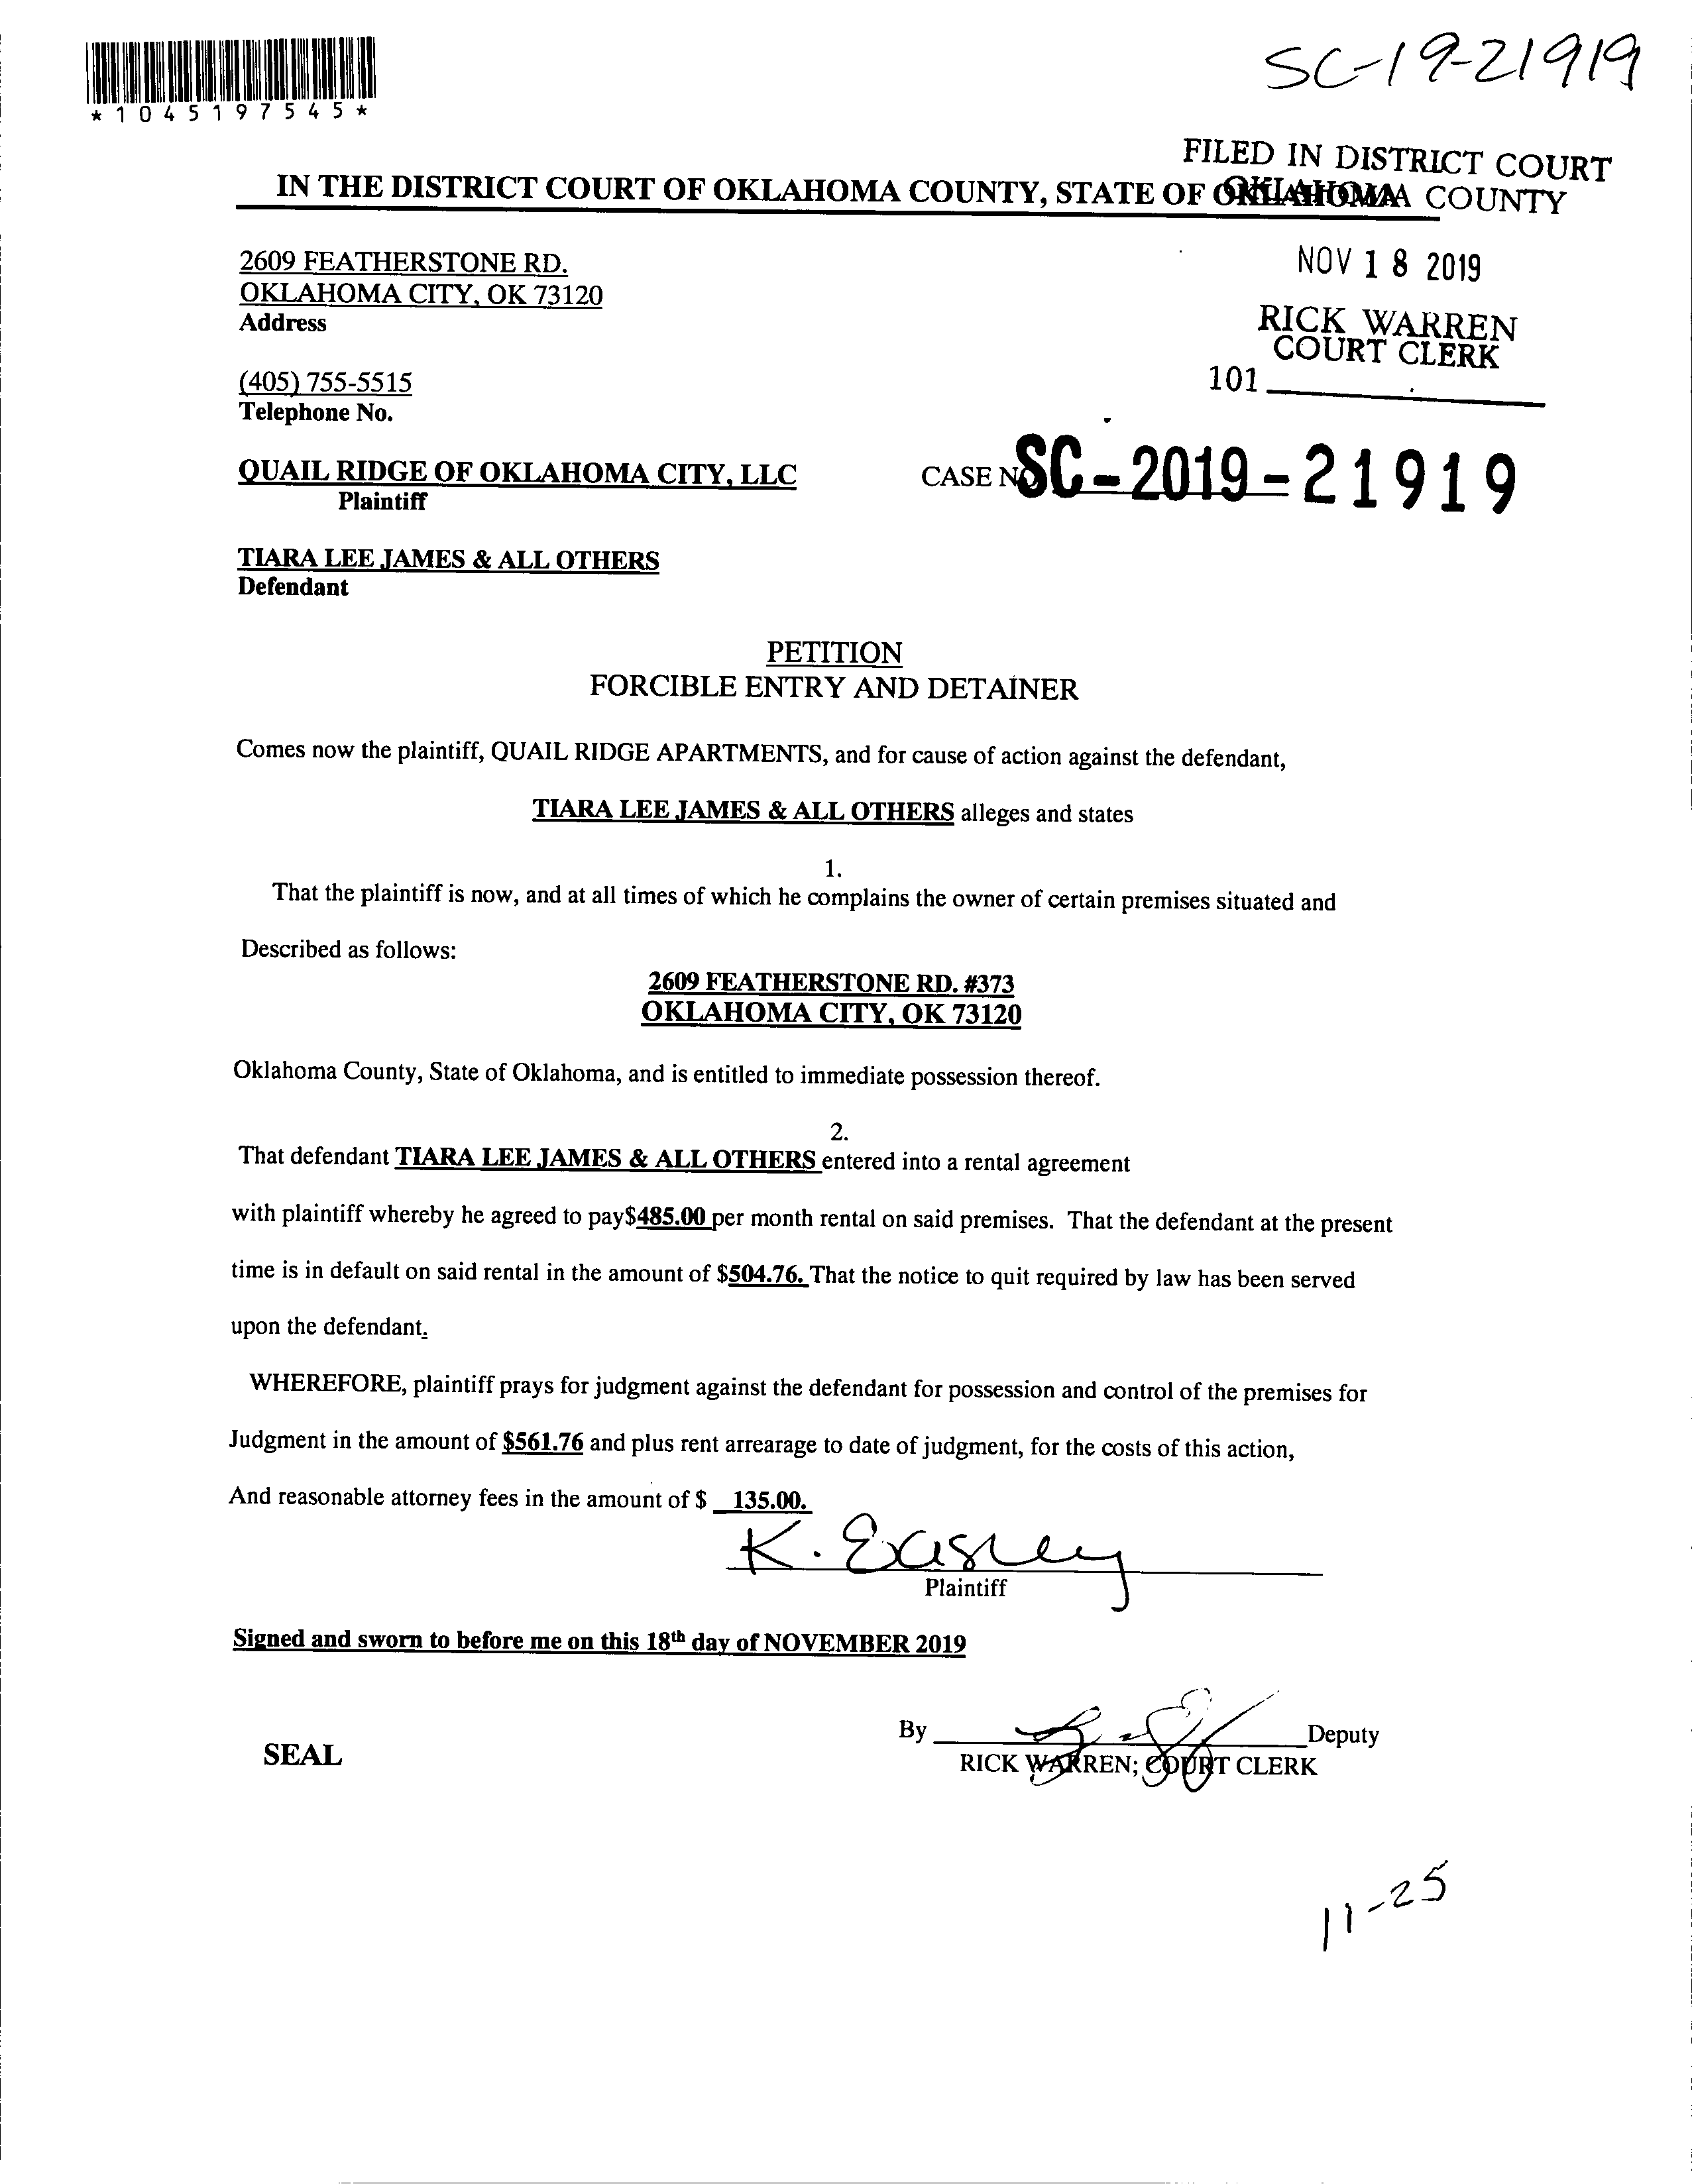 SC-19-21919
*1045197545*
FILED IN DISTRICT COURT
OKLAHOMA COUNTY
IN THE DISTRICT COURT OF OKLAHOMA COUNTY, STATE OF OKLAHOMA
2609 FEATHERSTONE RD.
OKLAHOMA CITY, OK 73120
Address
NOV 18 2019
RICK WARREN
COURT CLERK
101
(405) 755-5515
Telephone No.
QUAIL RIDGE OF OKLAHOMA CITY, LLC
Plaintiff
CASE NO SC-2019-21919
TIARA LEE JAMES & ALL OTHERS
Defendant
PETITION
FORCIBLE ENTRY AND DETAINER
Comes now the plaintiff, QUAIL RIDGE APARTMENTS, and for cause of action against the defendant,
TIARA LEE JAMES & ALL OTHERS alleges and states
1.
That the plaintiff is now, and at all times of which he complains the owner of certain premises situated and
Described as follows:
2609 FEATHERSTONE RD. #373
OKLAHOMA CITY, OK 73120
Oklahoma County, State of Oklahoma, and is entitled to immediate possession thereof.
2.
That defendant TIARA LEE JAMES & ALL OTHERS entered into a rental agreement
with plaintiff whereby he agreed to pay$485.00 per month rental on said premises. That the defendant at the present
time is in default on said rental in the amount of $504.76. That the notice to quit required by law has been served
upon the defendant.
WHEREFORE, plaintiff prays for judgment against the defendant for possession and control of the premises for
Judgment in the amount of $561.76 and plus rent arrearage to date of judgment, for the costs of this action,
And reasonable attorney fees in the amount of $ 135.00.
K. Easley
Plaintiff
Signed and sworn to before me on this 18th day of NOVEMBER 2019
By Deputy
SEAL
RICK WARREN; COURT CLERK
11-25